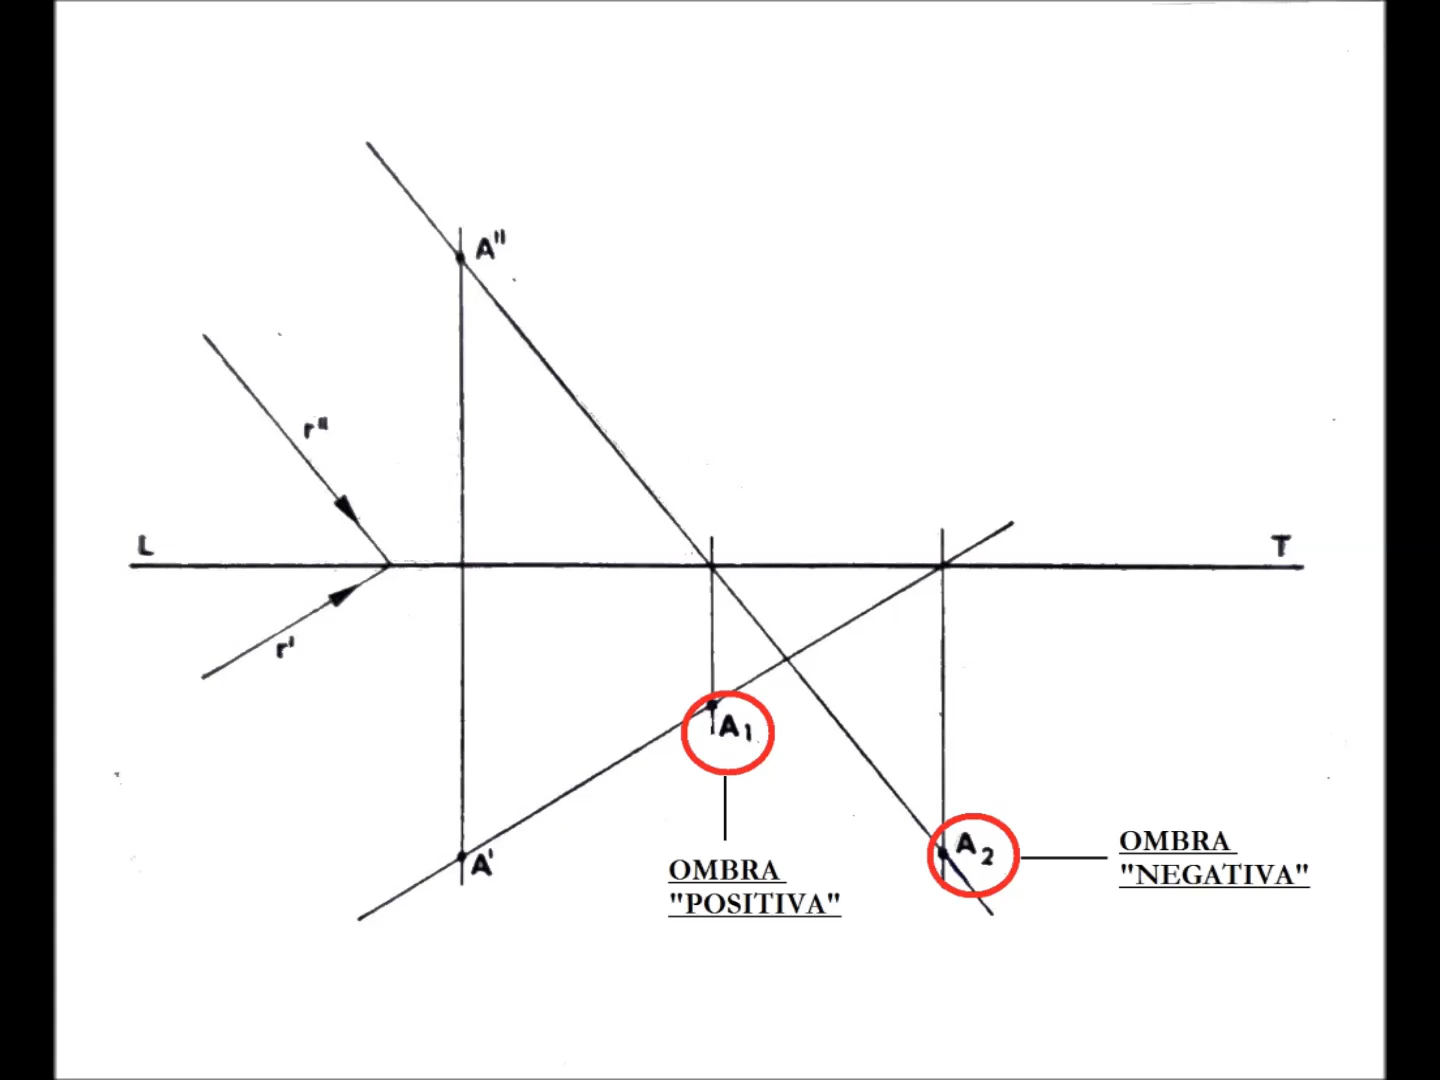 A"
r"
L
T
r'
A1
A'
A2
OMBRA
"POSITIVA"
OMBRA
"NEGATIVA"